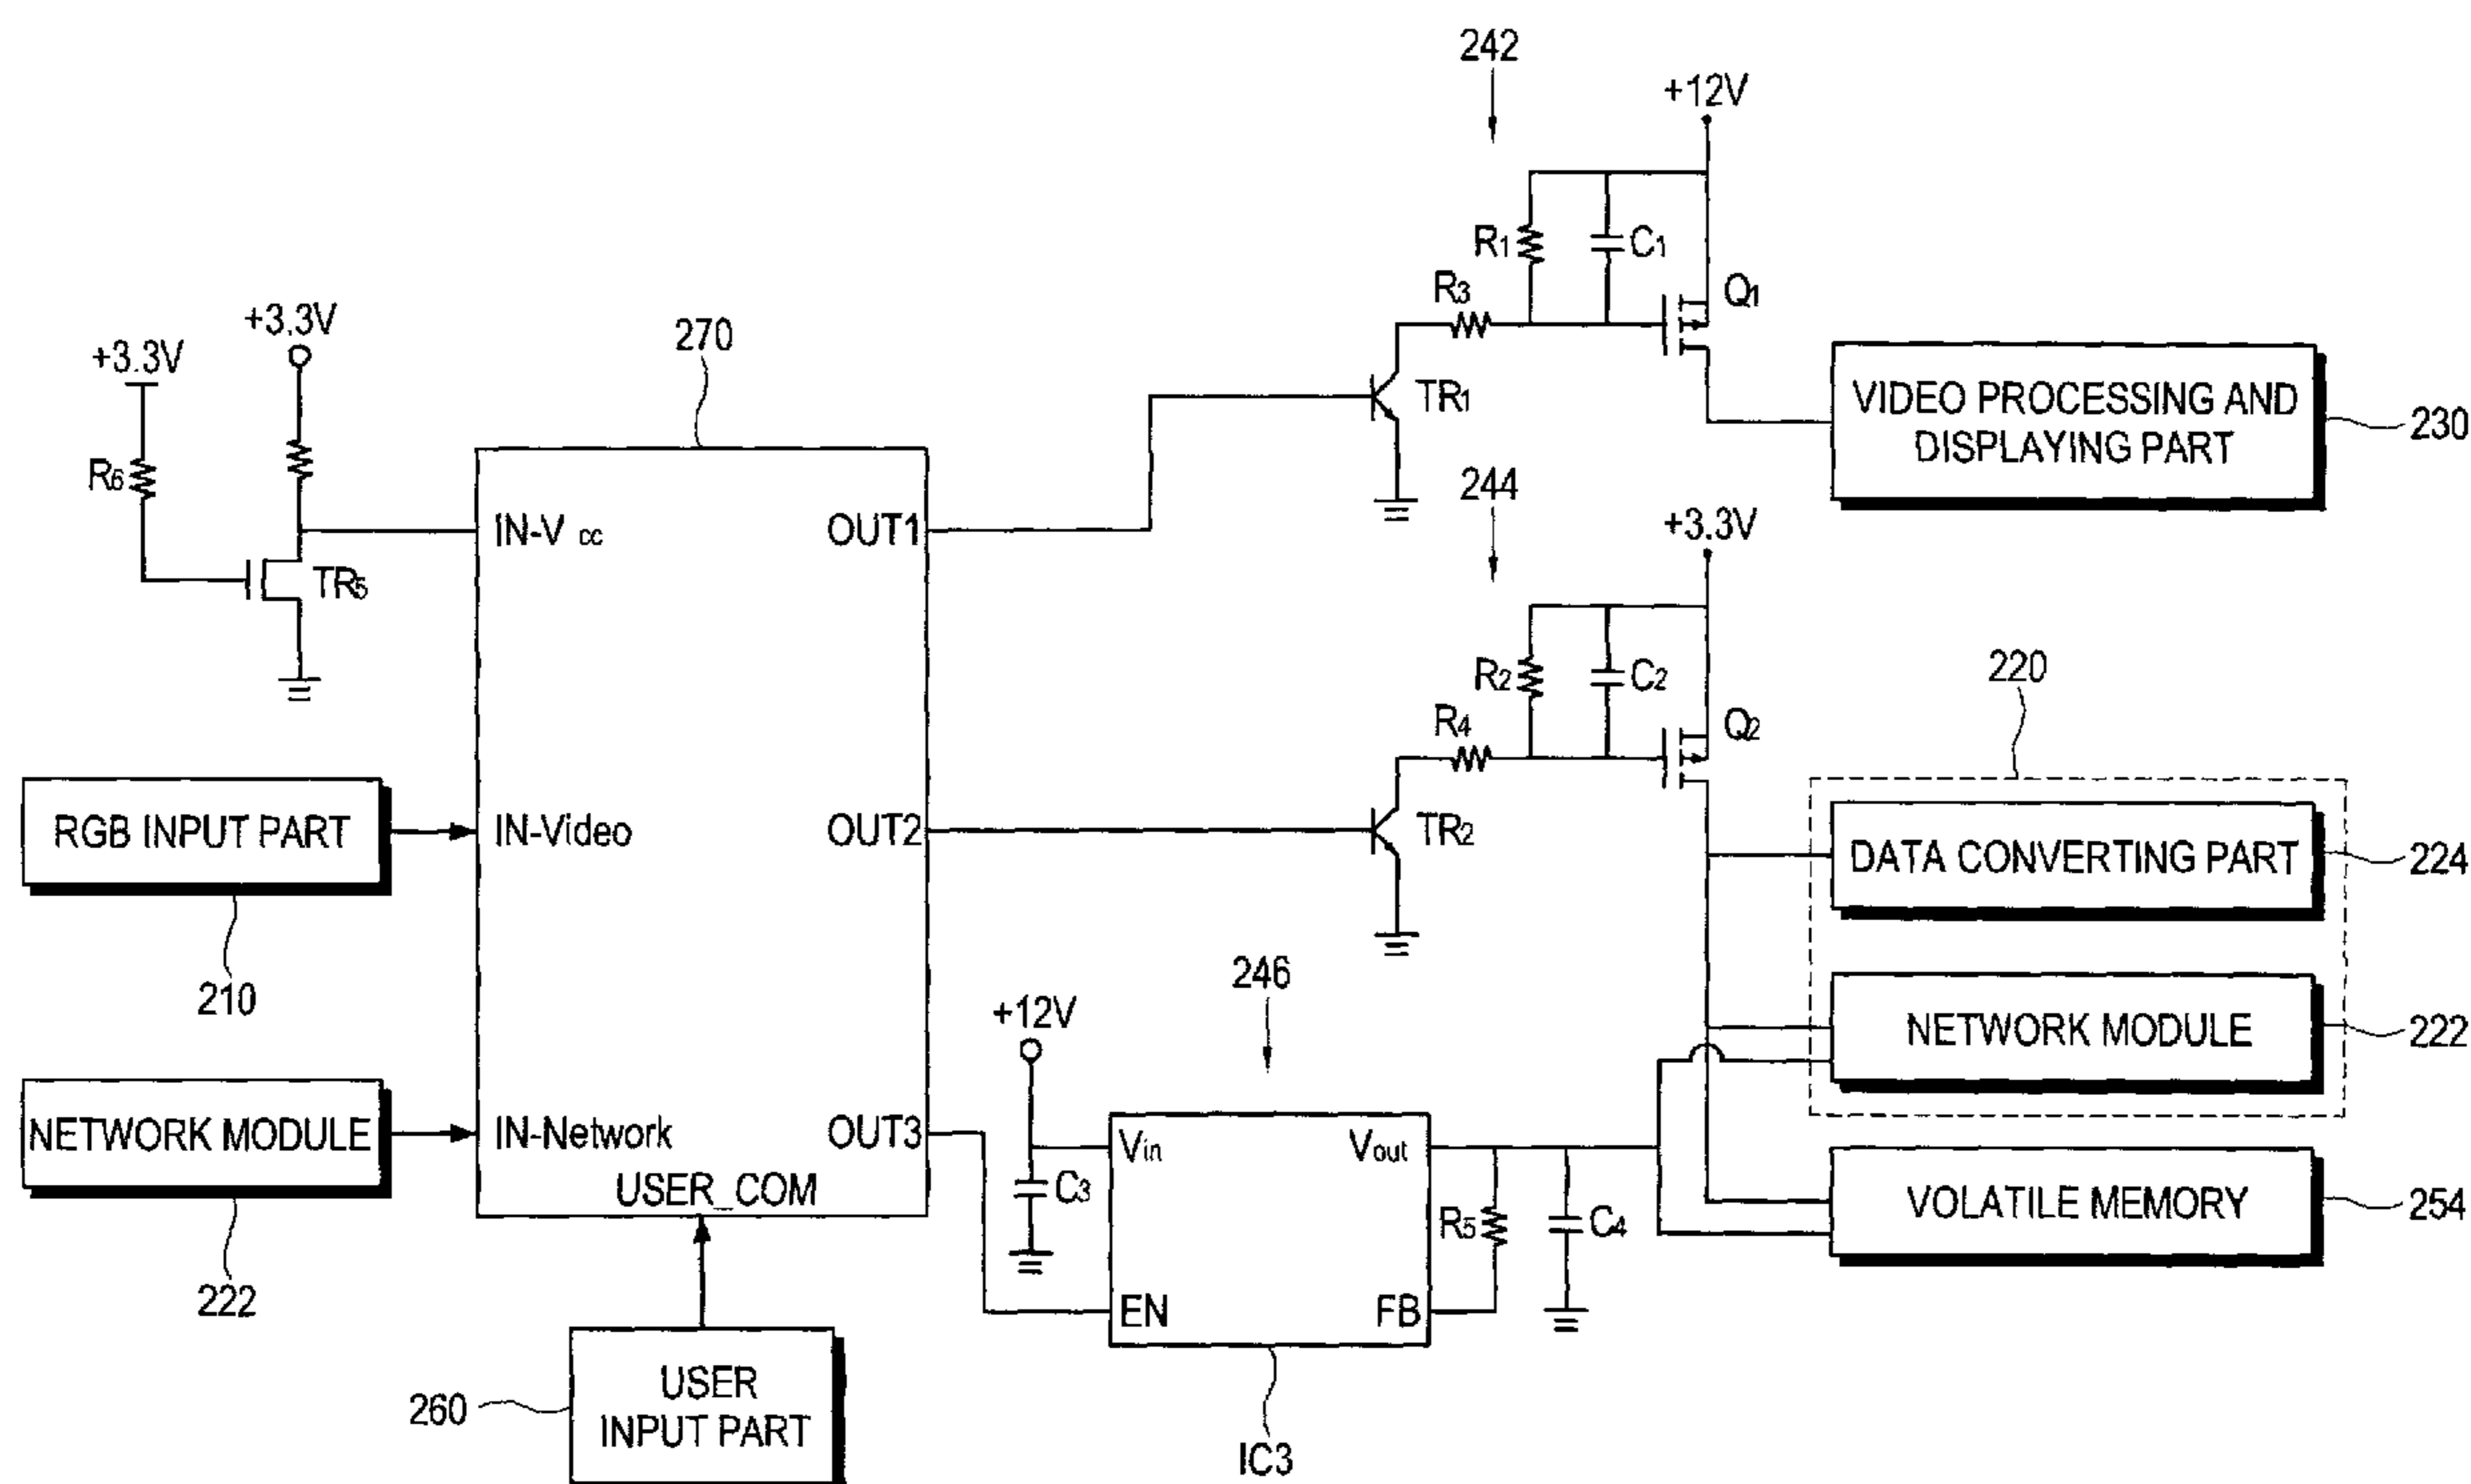 242
+12V
R1
C1
R3
Q1
+3.3V
+3.3V
270
TR1
VIDEO PROCESSING AND
DISPLAYING PART
230
R6
244
IN-Vcc
OUT1
+3.3V
TR5
R2
C2
220
R4
Q2
RGB INPUT PART
IN-Video
OUT2
TR2
DATA CONVERTING PART
224
210
246
+12V
NETWORK MODULE
222
NETWORK MODULE
IN-Network
OUT3
Vin
Vout
USER_COM
C3
R5
C4
VOLATILE MEMORY
254
222
EN
FB
260
USER
INPUT PART
IC3